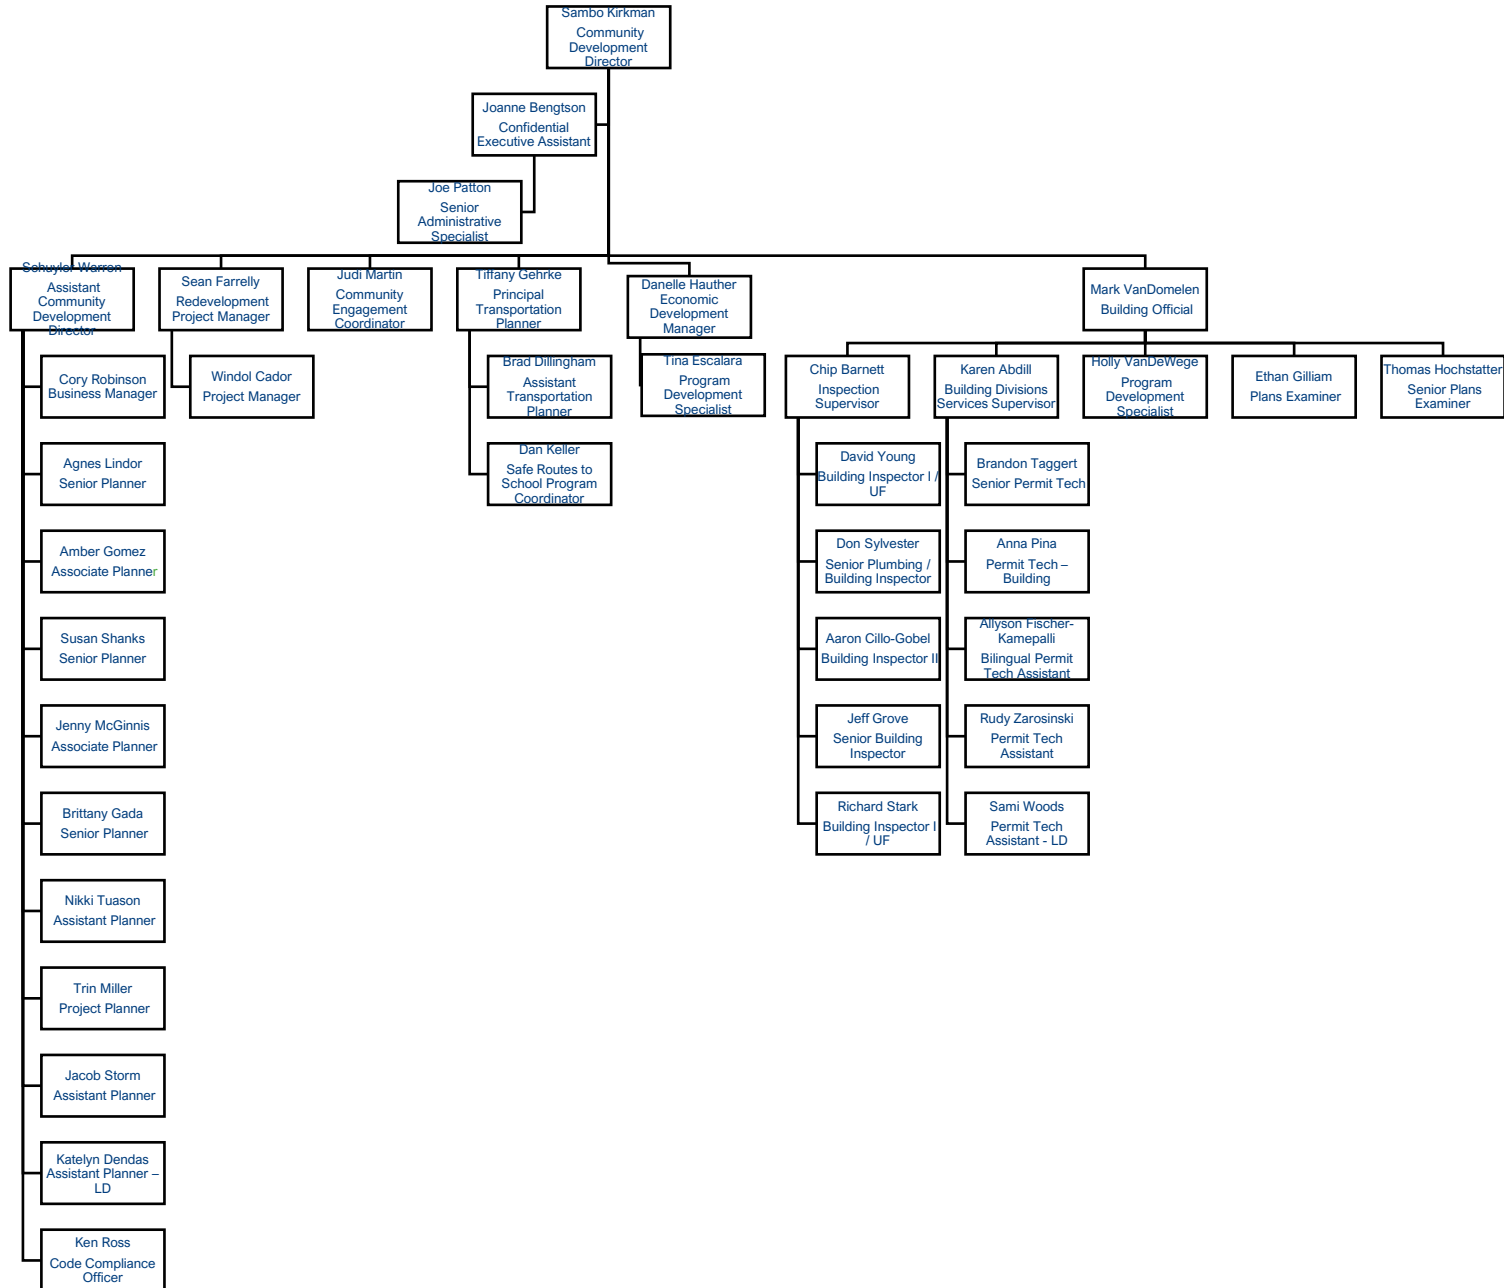 Sambo Kirkman
Community
Development
Director
Joanne Bengtson
Confidential
Executive Assistant
Joe Patton
Senior
Administrative
Specialist
Schuyler Warren
Assistant
Community
Development
Director
Sean Farrelly
Redevelopment
Project Manager
Judi Martin
Community
Engagement
Coordinator
Tiffany Gehrke
Principal
Transportation
Planner
Danelle Hauther
Economic
Development
Manager
Mark VanDomelen
Building Official
Cory Robinson
Business Manager
Agnes Lindor
Senior Planner
Amber Gomez
Associate Planner
Susan Shanks
Senior Planner
Jenny McGinnis
Associate Planner
Brittany Gada
Senior Planner
Nikki Tuason
Assistant Planner
Trin Miller
Project Planner
Jacob Storm
Assistant Planner
Katelyn Dendas
Assistant Planner –
LD
Ken Ross
Code Compliance
Officer
Windol Cador
Project Manager
Brad Dillingham
Assistant
Transportation
Planner
Dan Keller
Safe Routes to
School Program
Coordinator
Tina Escalara
Program
Development
Specialist
Chip Barnett
Inspection
Supervisor
David Young
Building Inspector I /
UF
Don Sylvester
Senior Plumbing /
Building Inspector
Aaron Cillo-Gobel
Building Inspector II
Jeff Grove
Senior Building
Inspector
Richard Stark
Building Inspector I
/ UF
Karen Abdill
Building Divisions
Services Supervisor
Brandon Taggert
Senior Permit Tech
Anna Pina
Permit Tech –
Building
Allyson Fischer-
Kamepalli
Bilingual Permit
Tech Assistant
Rudy Zarosinski
Permit Tech
Assistant
Sami Woods
Permit Tech
Assistant - LD
Holly VanDeWege
Program
Development
Specialist
Ethan Gilliam
Plans Examiner
Thomas Hochstatter
Senior Plans
Examiner